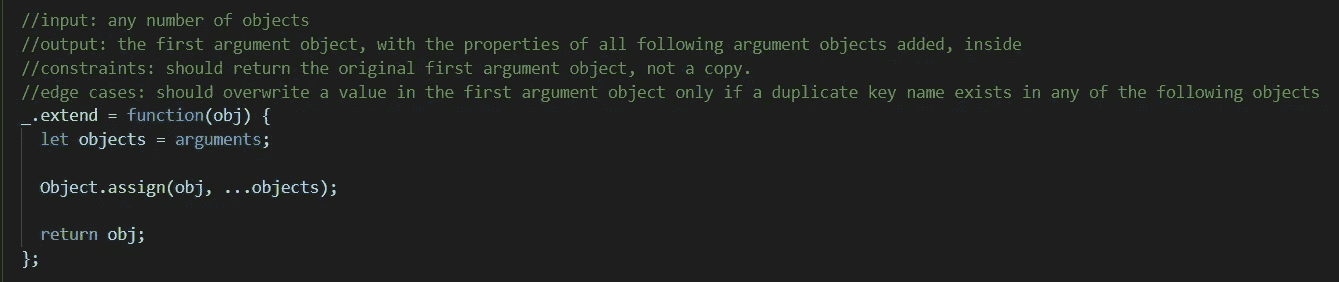 //input: any number of objects
//output: the first argument object, with the properties of all following argument objects added, inside
//constraints: should return the original first argument object, not a copy.
//edge cases: should overwrite a value in the first argument object only if a duplicate key name exists in any of the following objects
_.extend = function(obj) {
let objects = arguments;
Object.assign(obj, ...objects);
return obj;
};